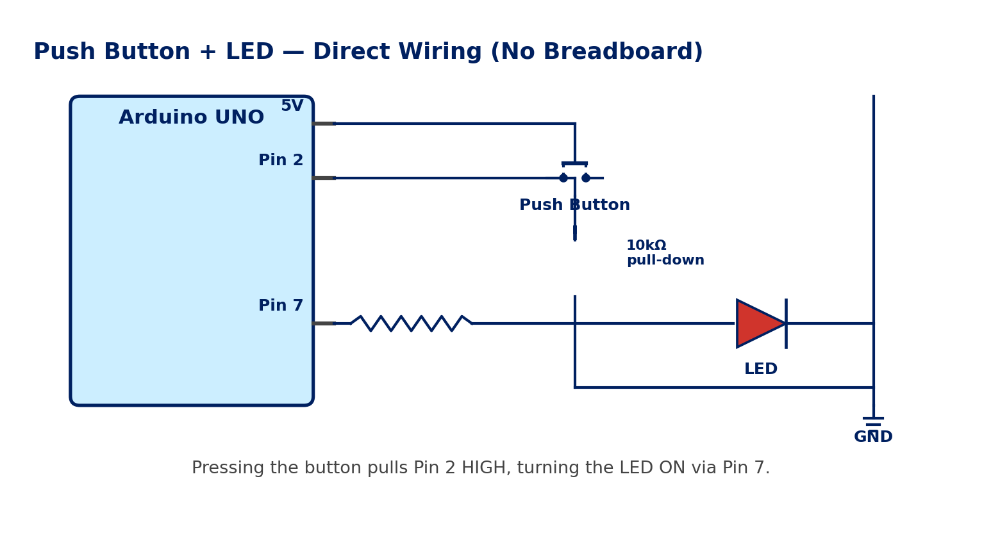 Push Button + LED — Direct Wiring (No Breadboard)
5V
Arduino UNO
Pin 2
Push Button
10kΩ
pull-down
Pin 7
LED
GND
Pressing the button pulls Pin 2 HIGH, turning the LED ON via Pin 7.